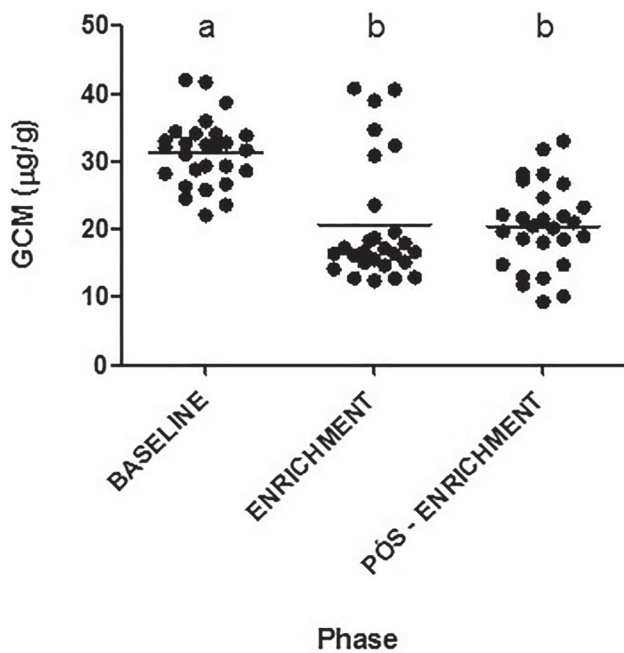 a b b
50
40
30
20
10
0
GCM (µg/g)
BASELINE
ENRICHMENT
PÓS - ENRICHMENT
Phase